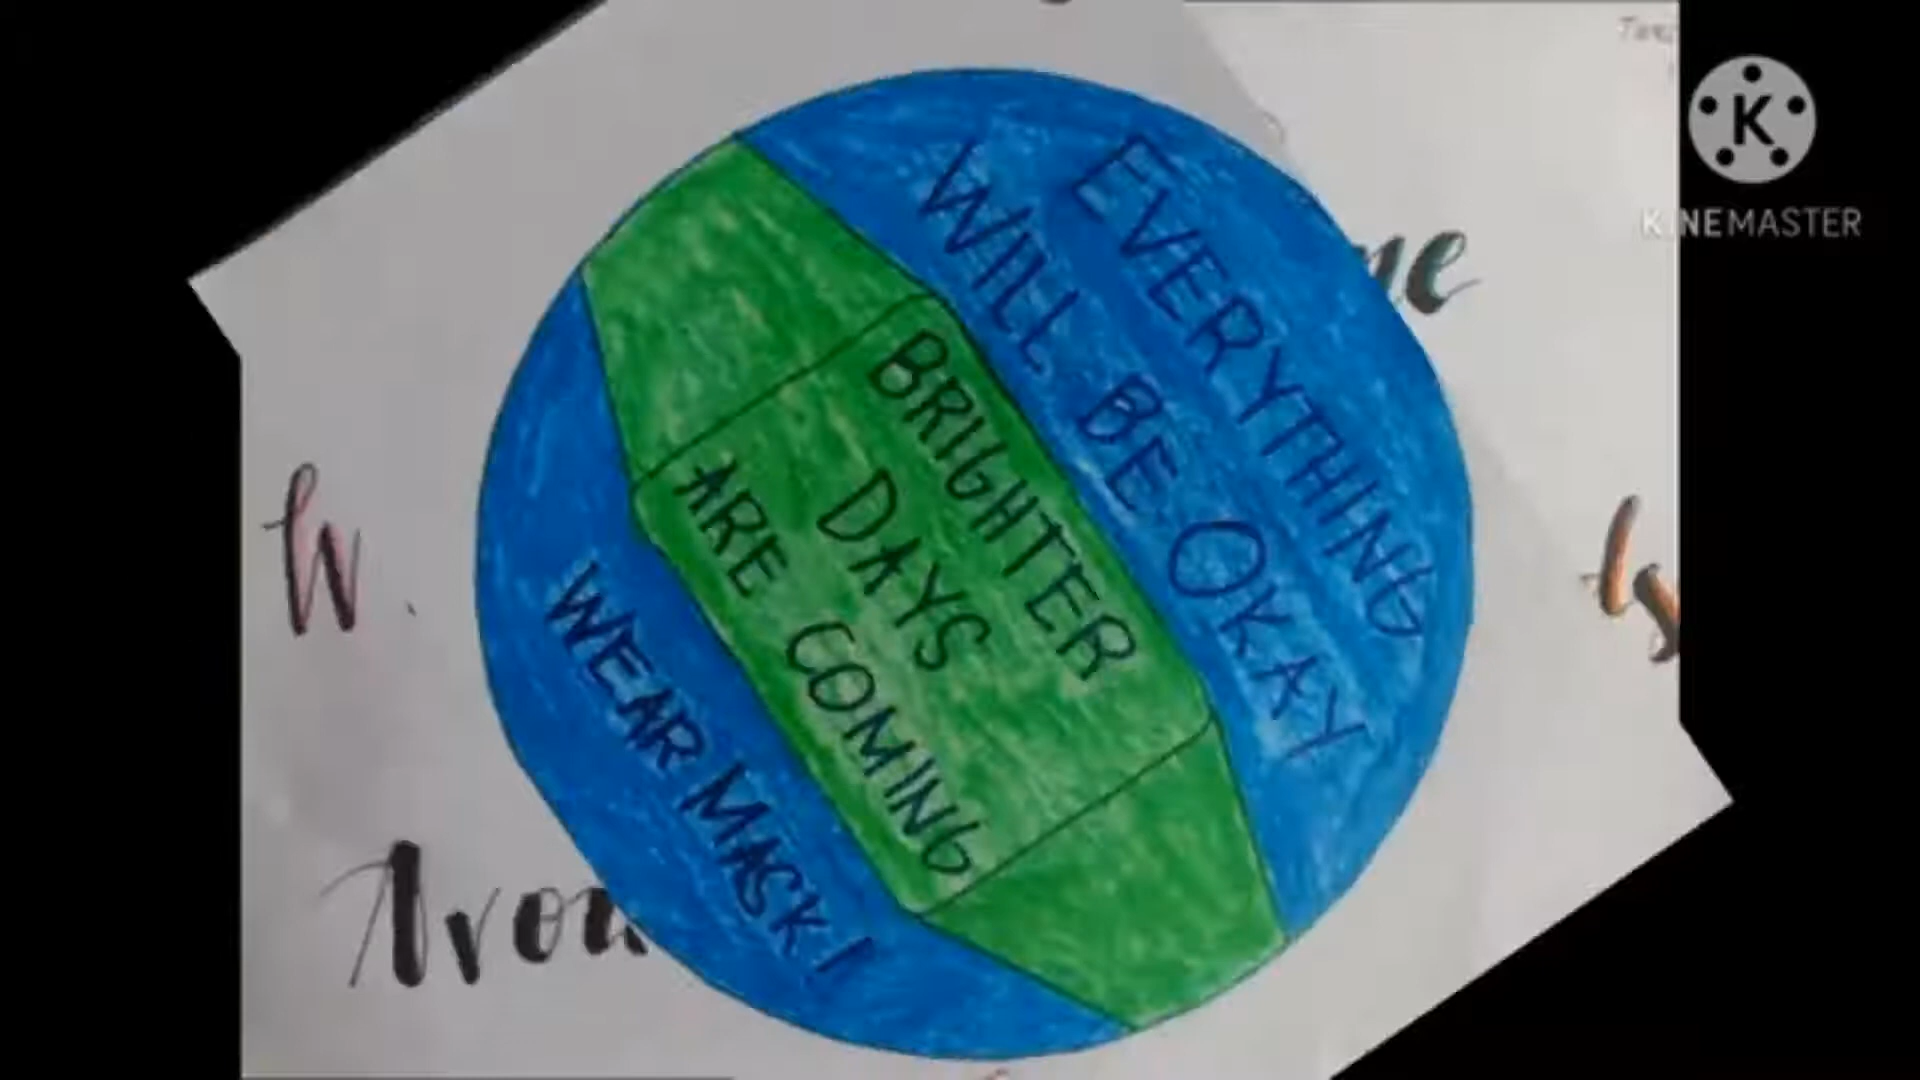 EVERYTHING
WILL BE OKAY
BRIGHTER
DAYS
ARE COMING
WEAR MASK!
K
KINEMASTER